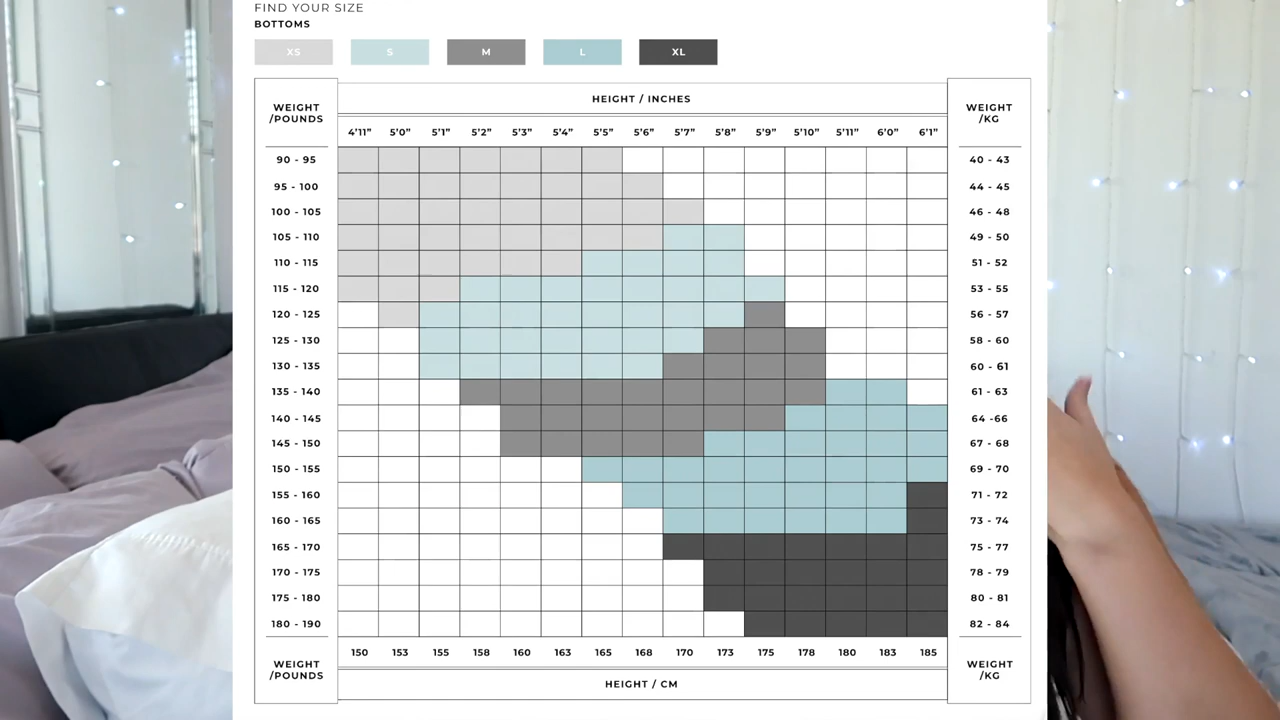 FIND YOUR SIZE
BOTTOMS
XS S M L XL
WEIGHT
/POUNDS
HEIGHT / INCHES
WEIGHT
/KG
4’11” 5’0” 5’1” 5’2” 5’3” 5’4” 5’5” 5’6” 5’7” 5’8” 5’9” 5’10” 5’11” 6’0” 6’1”
90 - 95 40 - 43
95 - 100 44 - 45
100 - 105 46 - 48
105 - 110 49 - 50
110 - 115 51 - 52
115 - 120 53 - 55
120 - 125 56 - 57
125 - 130 58 - 60
130 - 135 60 - 61
135 - 140 61 - 63
140 - 145 64 -66
145 - 150 67 - 68
150 - 155 69 - 70
155 - 160 71 - 72
160 - 165 73 - 74
165 - 170 75 - 77
170 - 175 78 - 79
175 - 180 80 - 81
180 - 190 82 - 84
150 153 155 158 160 163 165 168 170 173 175 178 180 183 185
WEIGHT
/POUNDS
HEIGHT / CM
WEIGHT
/KG